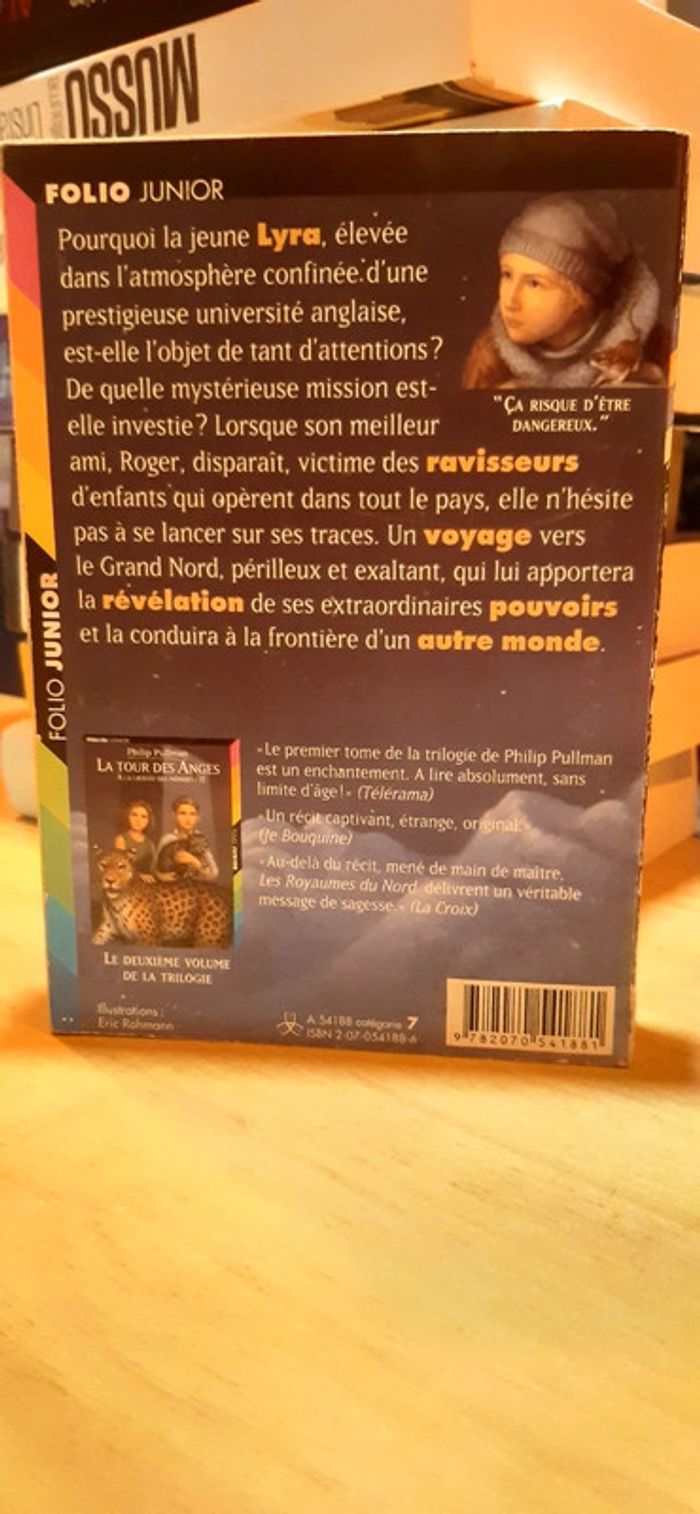 MUSSO
FOLIO JUNIOR
Pourquoi la jeune Lyra, élevée
dans l'atmosphère confinée d'une
prestigieuse université anglaise,
est-elle l'objet de tant d'attentions ?
De quelle mystérieuse mission est-
elle investie ? Lorsque son meilleur
ami, Roger, disparaît, victime des ravisseurs
d'enfants qui opèrent dans tout le pays, elle n'hésite
pas à se lancer sur ses traces. Un voyage vers
le Grand Nord, périlleux et exaltant, qui lui apportera
la révélation de ses extraordinaires pouvoirs
et la conduira à la frontière d'un autre monde.
"ÇA RISQUE D'ÊTRE
DANGEREUX."
FOLIO JUNIOR
Philip Pullman
LA TOUR DES ANGES
LE DEUXIÈME VOLUME
DE LA TRILOGIE
«Le premier tome de la trilogie de Philip Pullman
est un enchantement. A lire absolument, sans
limite d'âge!» (Télérama)
«Un récit captivant, étrange, original.»
(Je Bouquine)
«Au-delà du récit, mené de main de maître,
Les Royaumes du Nord délivrent un véritable
message de sagesse.» (La Croix)
Illustrations :
Eric Rohmann
A 54188 catégorie 7
ISBN 2-07-054188-6
9 782070 541881